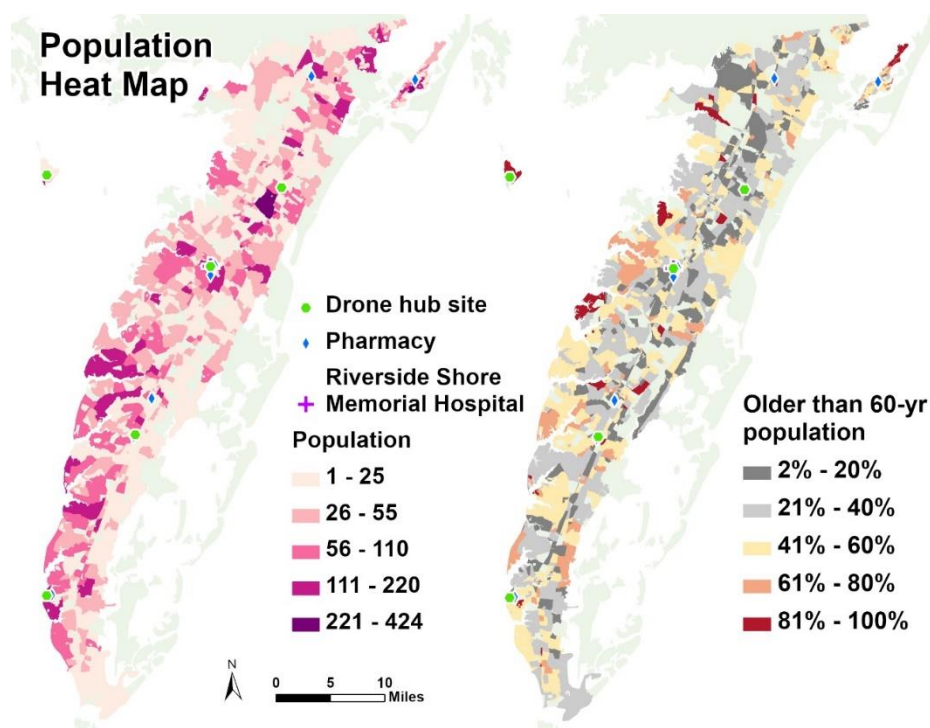 Population
Heat Map
Drone hub site
Pharmacy
Riverside Shore
Memorial Hospital
Population
1 - 25
26 - 55
56 - 110
111 - 220
221 - 424
N
0 5 10
Miles
Older than 60-yr
population
2% - 20%
21% - 40%
41% - 60%
61% - 80%
81% - 100%